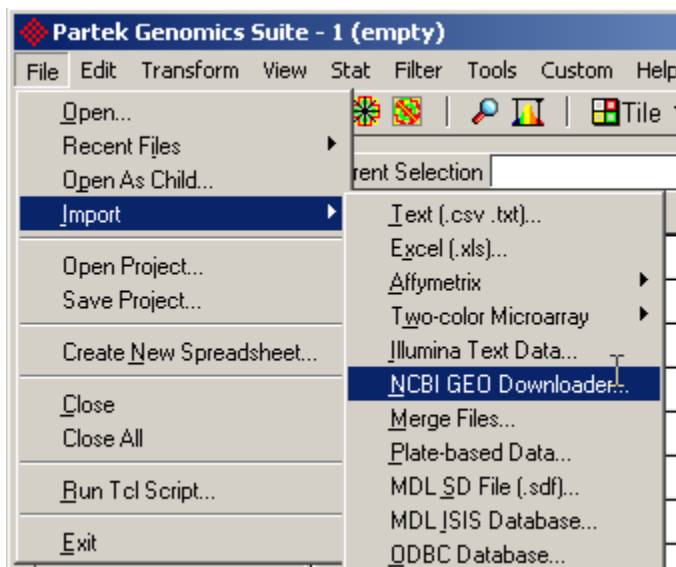 Partek Genomics Suite - 1 (empty)
File Edit Transform View Stat Filter Tools Custom Help
Tile
rent Selection
Open...
Recent Files
Open As Child...
Import
Open Project...
Save Project...
Create New Spreadsheet...
Close
Close All
Run Tcl Script...
Exit
Text (.csv .txt)...
Excel (.xls)...
Affymetrix
Two-color Microarray
Illumina Text Data...
NCBI GEO Downloader...
Merge Files...
Plate-based Data...
MDL SD File (.sdf)...
MDL ISIS Database...
ODBC Database...